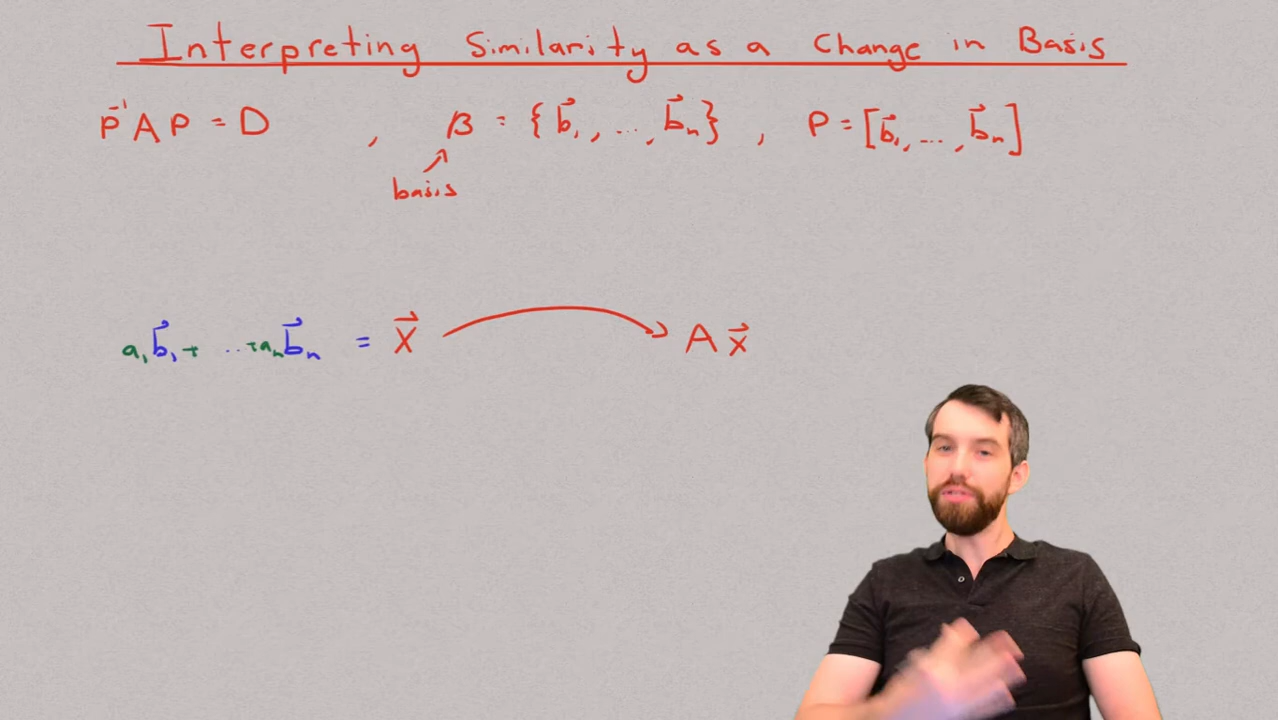 Interpreting Similarity as a Change in Basis
P⁻¹AP = D , β = {b⃗₁, ..., b⃗ₙ} , P = [b⃗₁, ..., b⃗ₙ]
basis
a₁b⃗₁ + ... + aₙb⃗ₙ = x⃗ → Ax⃗